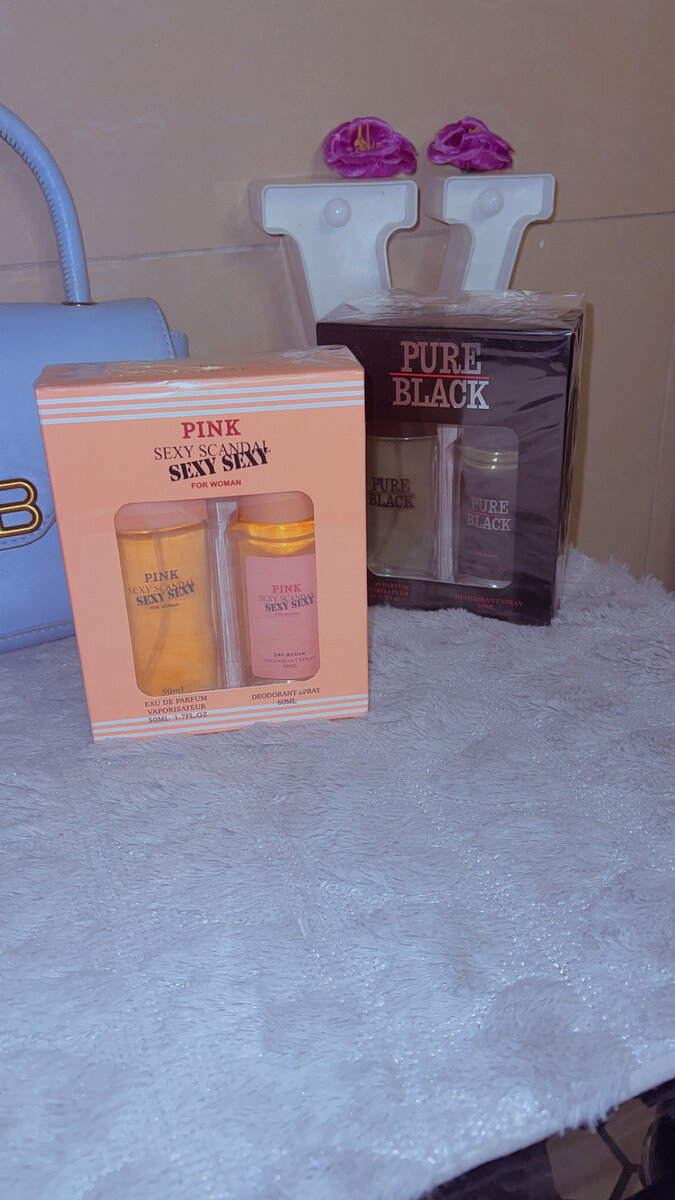 PINK
SEXY SCANDAL
SEXY SEXY
FOR WOMAN
PINK
SEXY SCANDAL
SEXY SEXY
FOR WOMAN
50ml
EAU DE PARFUM
VAPORISATEUR
50ML 1.7FL.OZ
PINK
SEXY SCANDAL
SEXY SEXY
24h Active
DEODORANT SPRAY
60ML
DEODORANT SPRAY
60ML
PURE
BLACK
PURE
BLACK
50ml
PURE
BLACK
DEODORANT SPRAY
60ML
B